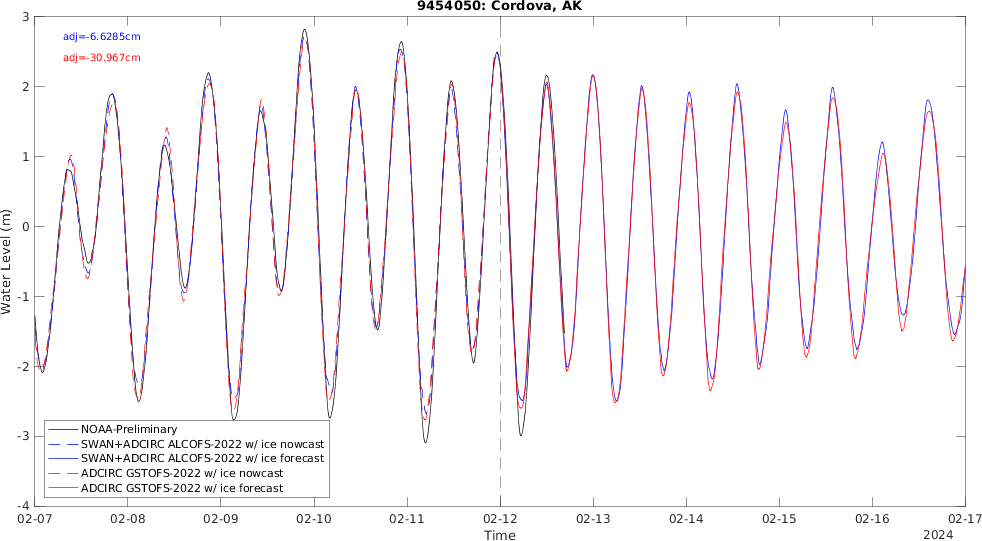 9454050: Cordova, AK
adj=-6.6285cm
adj=-30.967cm
3
2
1
0
-1
-2
-3
-4
Water Level (m)
NOAA-Preliminary
SWAN+ADCIRC ALCOFS-2022 w/ ice nowcast
SWAN+ADCIRC ALCOFS-2022 w/ ice forecast
ADCIRC GSTOFS-2022 w/ ice nowcast
ADCIRC GSTOFS-2022 w/ ice forecast
02-07 02-08 02-09 02-10 02-11 02-12 02-13 02-14 02-15 02-16 02-17
Time
2024